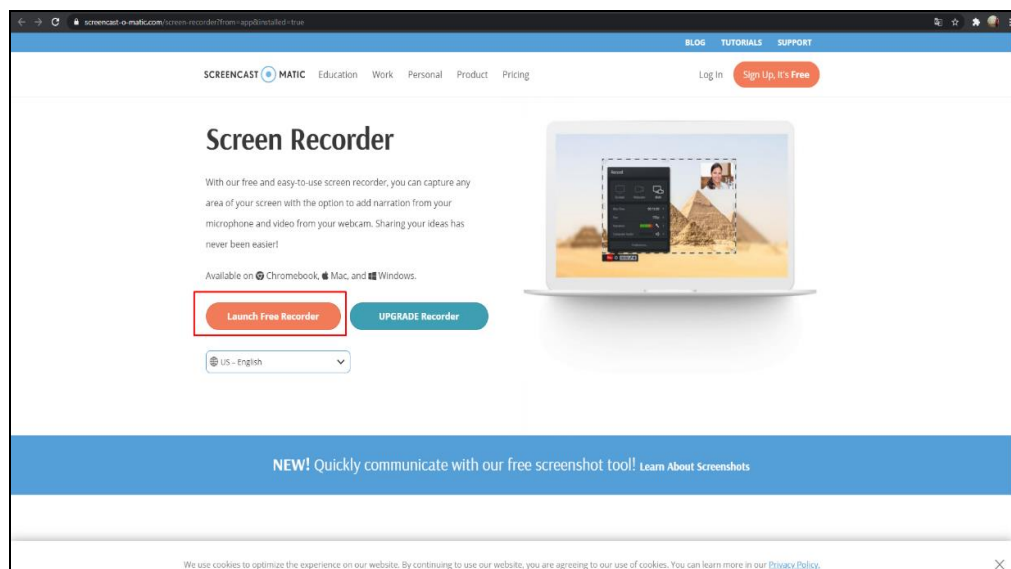 screencast-o-matic.com/screen-recorder?from=app&installed=true
BLOG TUTORIALS SUPPORT
SCREENCAST MATIC Education Work Personal Product Pricing Log In Sign Up, It's Free
Screen Recorder
With our free and easy-to-use screen recorder, you can capture any
area of your screen with the option to add narration from your
microphone and video from your webcam. Sharing your ideas has
never been easier!
Available on Chromebook, Mac, and Windows.
Launch Free Recorder UPGRADE Recorder
US - English
Record
NEW! Quickly communicate with our free screenshot tool! Learn About Screenshots
We use cookies to optimize the experience on our website. By continuing to use our website, you are agreeing to our use of cookies. You can learn more in our Privacy Policy.